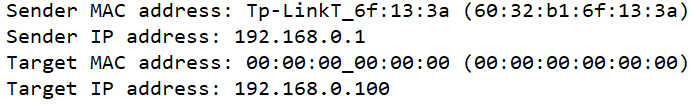 Sender MAC address: Tp-LinkT_6f:13:3a (60:32:b1:6f:13:3a)
Sender IP address: 192.168.0.1
Target MAC address: 00:00:00_00:00:00 (00:00:00:00:00:00)
Target IP address: 192.168.0.100